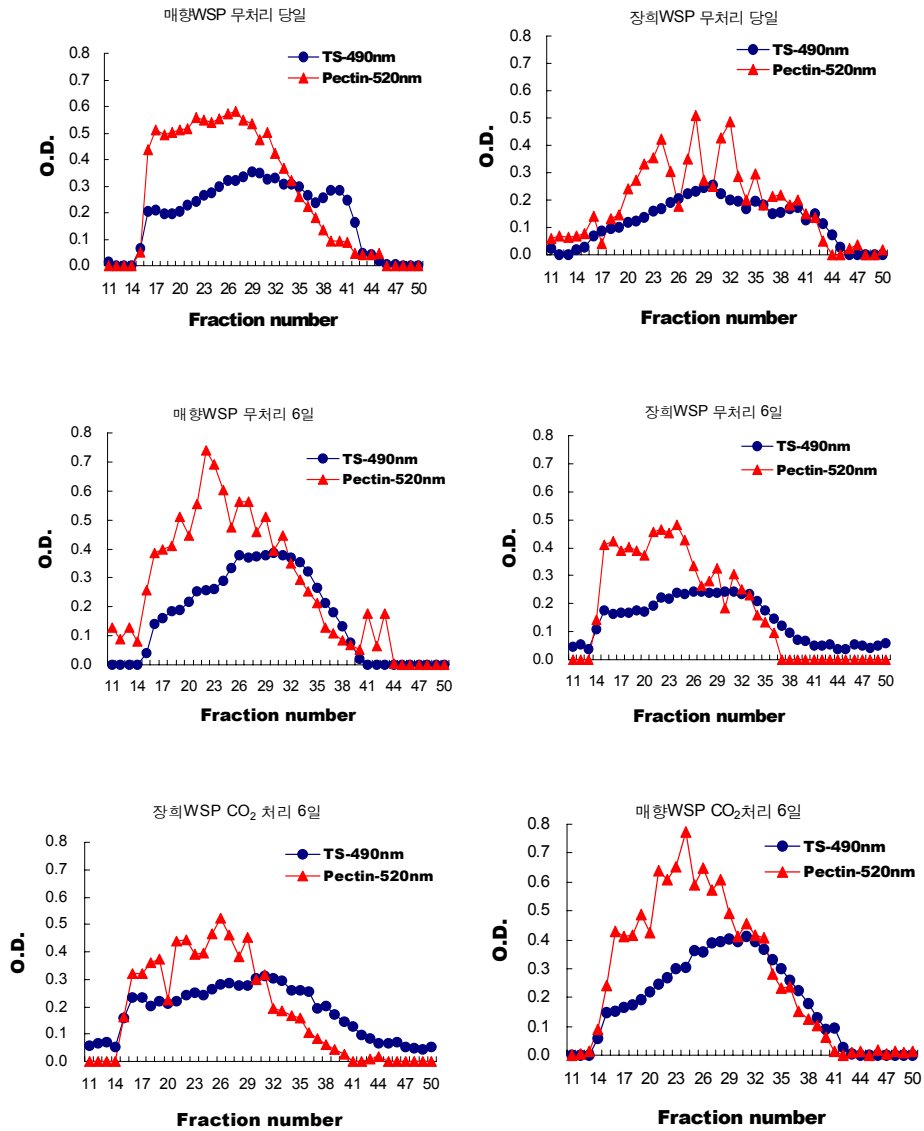 매향WSP 무처리 당일
0.8
0.7
0.6
0.5
0.4
0.3
0.2
0.1
0.0
O.D.
TS-490nm
Pectin-520nm
11 14 17 20 23 26 29 32 35 38 41 44 47 50
Fraction number
장희WSP 무처리 당일
0.8
0.7
0.6
0.5
0.4
0.3
0.2
0.1
0.0
O.D.
TS-490nm
Pectin-520nm
11 14 17 20 23 26 29 32 35 38 41 44 47 50
Fraction number
매향WSP 무처리 6일
0.8
0.7
0.6
0.5
0.4
0.3
0.2
0.1
0.0
O.D.
TS-490nm
Pectin-520nm
11 14 17 20 23 26 29 32 35 38 41 44 47 50
Fraction number
장희WSP 무처리 6일
0.8
0.7
0.6
0.5
0.4
0.3
0.2
0.1
0.0
O.D.
TS-490nm
Pectin-520nm
11 14 17 20 23 26 29 32 35 38 41 44 47 50
Fraction number
장희WSP CO₂ 처리 6일
0.8
0.7
0.6
0.5
0.4
0.3
0.2
0.1
0.0
O.D.
TS-490nm
Pectin-520nm
11 14 17 20 23 26 29 32 35 38 41 44 47 50
Fraction number
매향WSP CO₂처리 6일
0.8
0.7
0.6
0.5
0.4
0.3
0.2
0.1
0.0
O.D.
TS-490nm
Pectin-520nm
11 14 17 20 23 26 29 32 35 38 41 44 47 50
Fraction number